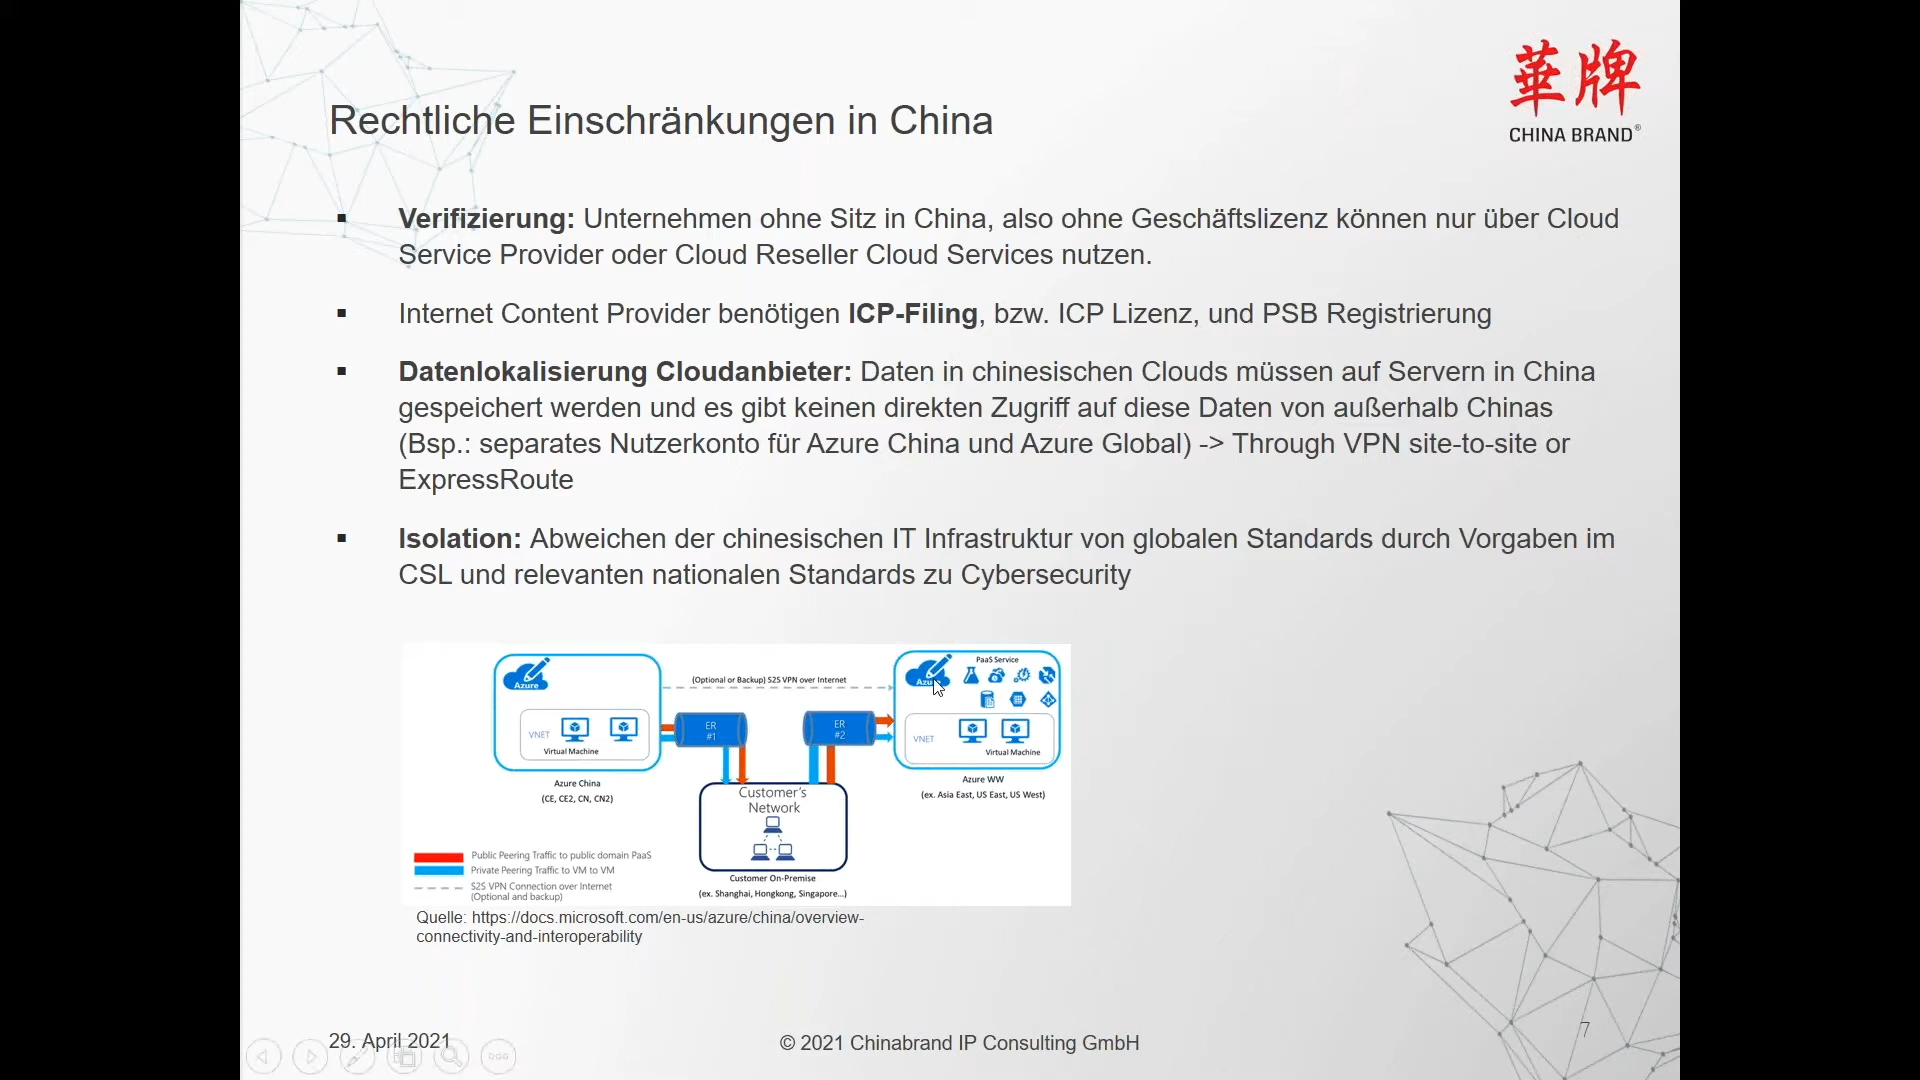 華牌
CHINA BRAND®
Rechtliche Einschränkungen in China
▪ Verifizierung: Unternehmen ohne Sitz in China, also ohne Geschäftslizenz können nur über Cloud
Service Provider oder Cloud Reseller Cloud Services nutzen.
▪ Internet Content Provider benötigen ICP-Filing, bzw. ICP Lizenz, und PSB Registrierung
▪ Datenlokalisierung Cloudanbieter: Daten in chinesischen Clouds müssen auf Servern in China
gespeichert werden und es gibt keinen direkten Zugriff auf diese Daten von außerhalb Chinas
(Bsp.: separates Nutzerkonto für Azure China und Azure Global) -> Through VPN site-to-site or
ExpressRoute
▪ Isolation: Abweichen der chinesischen IT Infrastruktur von globalen Standards durch Vorgaben im
CSL und relevanten nationalen Standards zu Cybersecurity
Azure
VNET
Virtual Machine
Azure China
(CE, CE2, CN, CN2)
(Optional or Backup) S2S VPN over Internet
ER
#1
ER
#2
Azure
PaaS Service
VNET
Virtual Machine
Azure WW
(ex. Asia East, US East, US West)
Customer's
Network
Customer On-Premise
(ex. Shanghai, Hongkong, Singapore...)
Public Peering Traffic to public domain PaaS
Private Peering Traffic to VM to VM
S2S VPN Connection over Internet
(Optional and backup)
Quelle: https://docs.microsoft.com/en-us/azure/china/overview-
connectivity-and-interoperability
29. April 2021
© 2021 Chinabrand IP Consulting GmbH
7